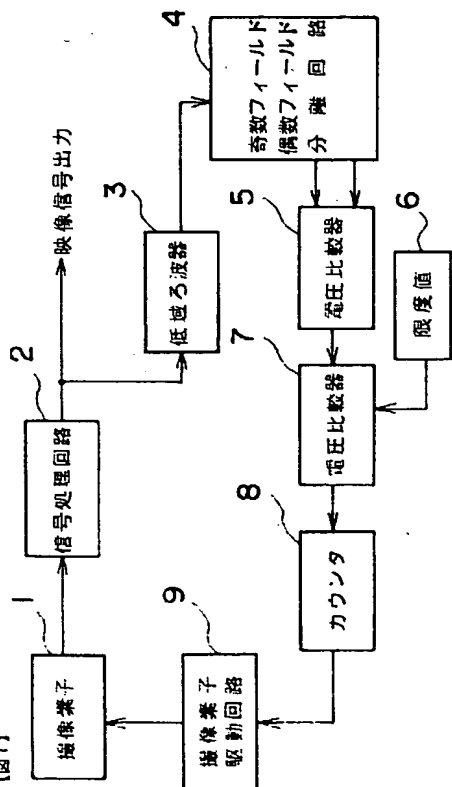 【図1】
1
撮像素子
2
信号処理回路
映像信号出力
3
低域ろ波器
4
奇数フィールド
偶数フィールド
分離回路
5
電圧比較器
6
限度値
7
電圧比較器
8
カウンタ
9
撮像素子
駆動回路